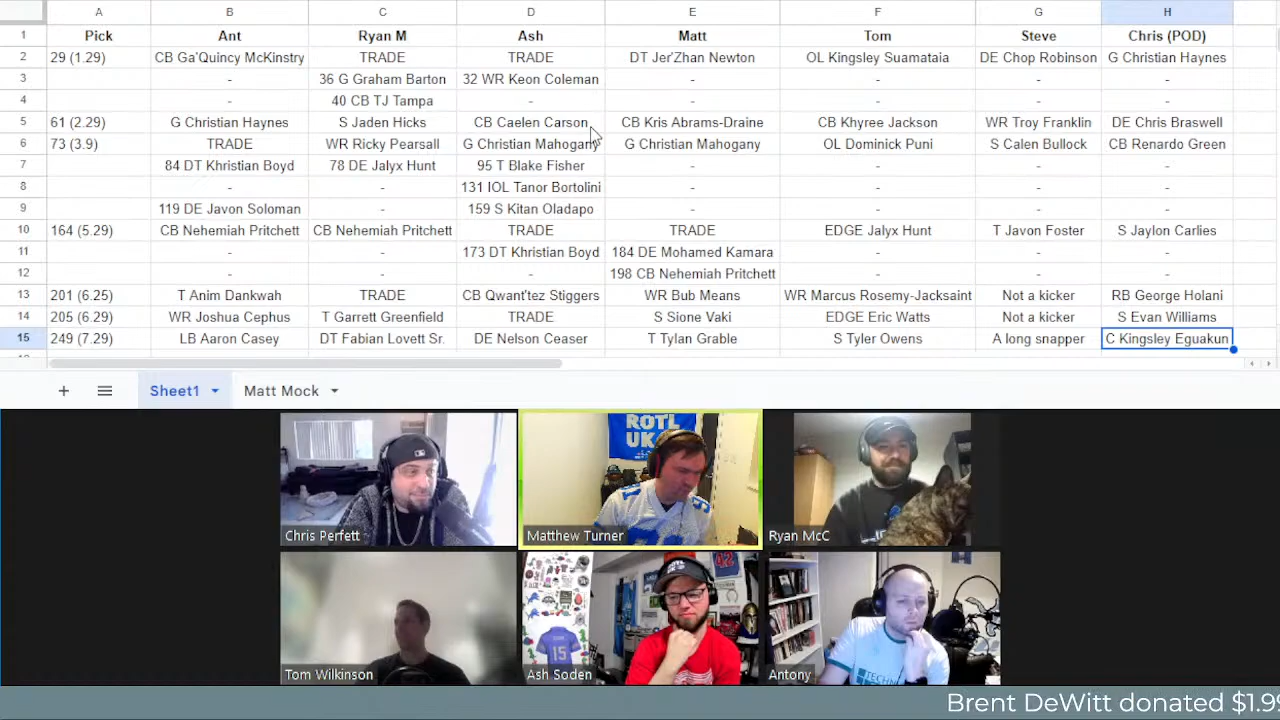 A B C D E F G H
1 Pick Ant Ryan M Ash Matt Tom Steve Chris (POD)
2 29 (1.29) CB Ga'Quincy McKinstry TRADE TRADE DT Jer'Zhan Newton OL Kingsley Suamataia DE Chop Robinson G Christian Haynes
3 - 36 G Graham Barton 32 WR Keon Coleman - - - -
4 - 40 CB TJ Tampa - - - - -
5 61 (2.29) G Christian Haynes S Jaden Hicks CB Caelen Carson CB Kris Abrams-Draine CB Khyree Jackson WR Troy Franklin DE Chris Braswell
6 73 (3.9) TRADE WR Ricky Pearsall G Christian Mahogany G Christian Mahogany OL Dominick Puni S Calen Bullock CB Renardo Green
7 84 DT Khristian Boyd 78 DE Jalyx Hunt 95 T Blake Fisher - - - -
8 - - 131 IOL Tanor Bortolini - - - -
9 119 DE Javon Soloman - 159 S Kitan Oladapo - - - -
10 164 (5.29) CB Nehemiah Pritchett CB Nehemiah Pritchett TRADE TRADE EDGE Jalyx Hunt T Javon Foster S Jaylon Carlies
11 - - 173 DT Khristian Boyd 184 DE Mohamed Kamara - - -
12 - - - 198 CB Nehemiah Pritchett - - -
13 201 (6.25) T Anim Dankwah TRADE CB Qwant'tez Stiggers WR Bub Means WR Marcus Rosemy-Jacksaint Not a kicker RB George Holani
14 205 (6.29) WR Joshua Cephus T Garrett Greenfield TRADE S Sione Vaki EDGE Eric Watts Not a kicker S Evan Williams
15 249 (7.29) LB Aaron Casey DT Fabian Lovett Sr. DE Nelson Ceaser T Tylan Grable S Tyler Owens A long snapper C Kingsley Eguakun
Sheet1 Matt Mock
ROTL
UK
Chris Perfett Matthew Turner Ryan McC
42
15
Tom Wilkinson Ash Soden Antony
Brent DeWitt donated $1.99